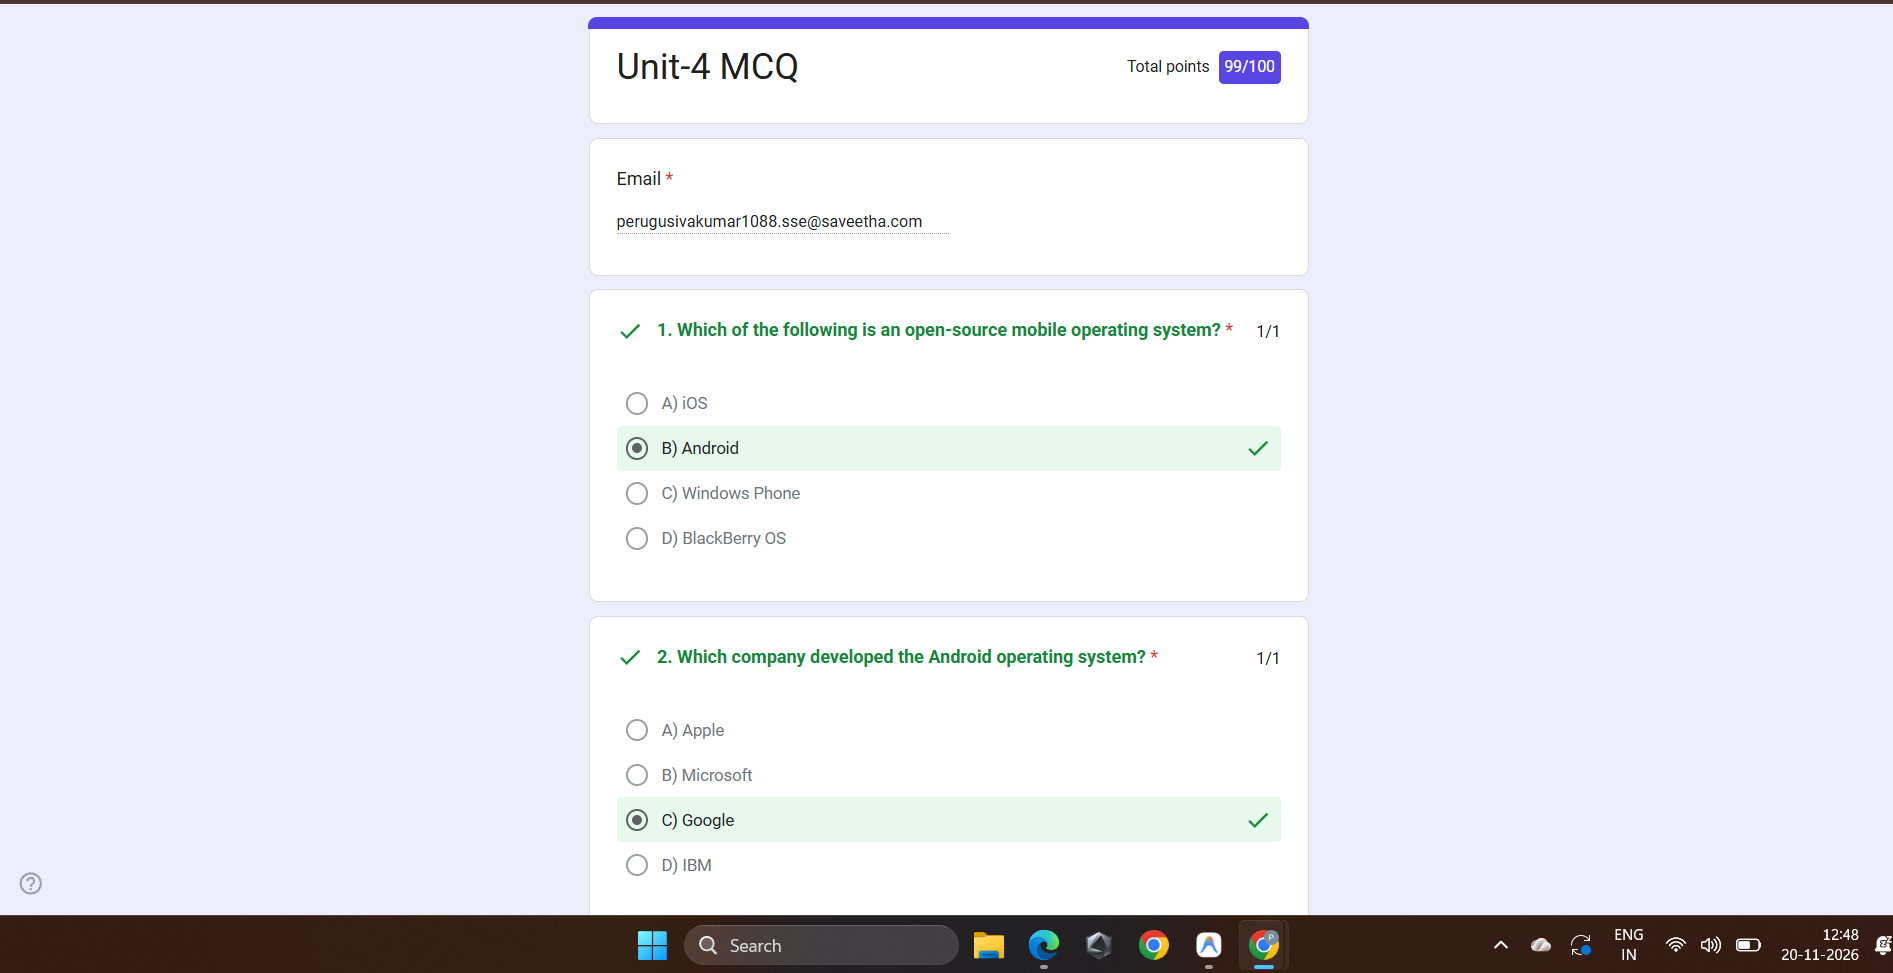 Unit-4 MCQ
Total points 99/100
Email *
perugusivakumar1088.sse@saveetha.com
1. Which of the following is an open-source mobile operating system? * 1/1
A) iOS
B) Android
C) Windows Phone
D) BlackBerry OS
2. Which company developed the Android operating system? * 1/1
A) Apple
B) Microsoft
C) Google
D) IBM
Search
P
ENG
IN
12:48
20-11-2026